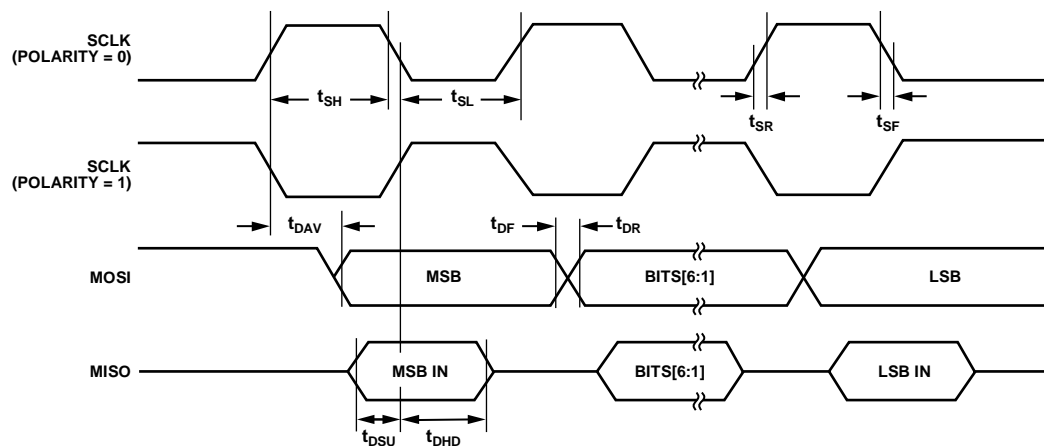 SCLK
(POLARITY = 0)
tSH
tSL
tSR
tSF
SCLK
(POLARITY = 1)
tDAV
tDF
tDR
MOSI
MSB
BITS[6:1]
LSB
MISO
MSB IN
BITS[6:1]
LSB IN
tDSU
tDHD